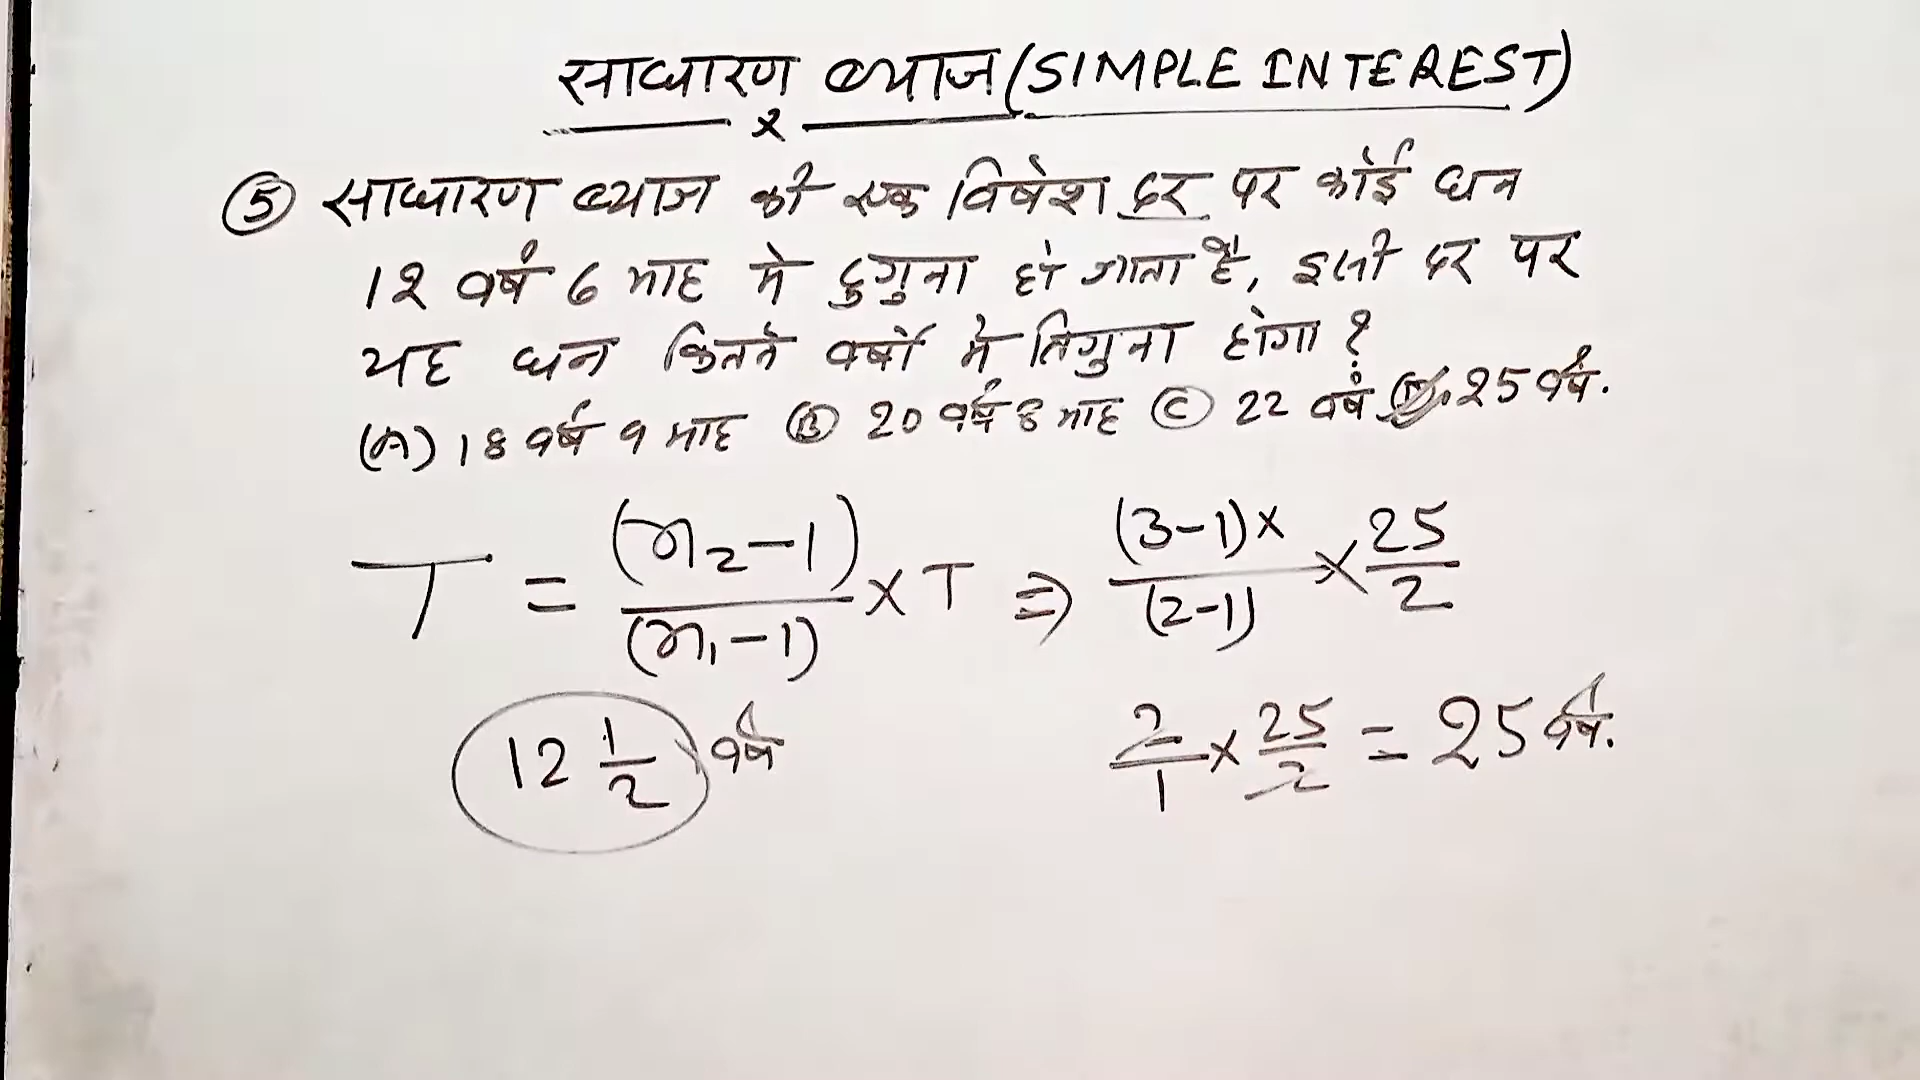 साधारण ब्याज (SIMPLE INTEREST)
⑤ साधारण ब्याज की एक विषेश दर पर कोई धन
12 वर्ष 6 माह मे दुगुना हो जाता है, इसी दर पर
यह धन कितने वर्षो मे तिगुना होगा ?
(A) 18 वर्ष 9 माह Ⓑ 20 वर्ष 8 माह Ⓒ 22 वर्ष Ⓓ 25 वर्ष.
T = (n₂-1)/(n₁-1) × T ⇒ (3-1)×/(2-1) × 25/2
12 1/2 वर्ष
2/1 × 25/2 = 25 वर्ष.